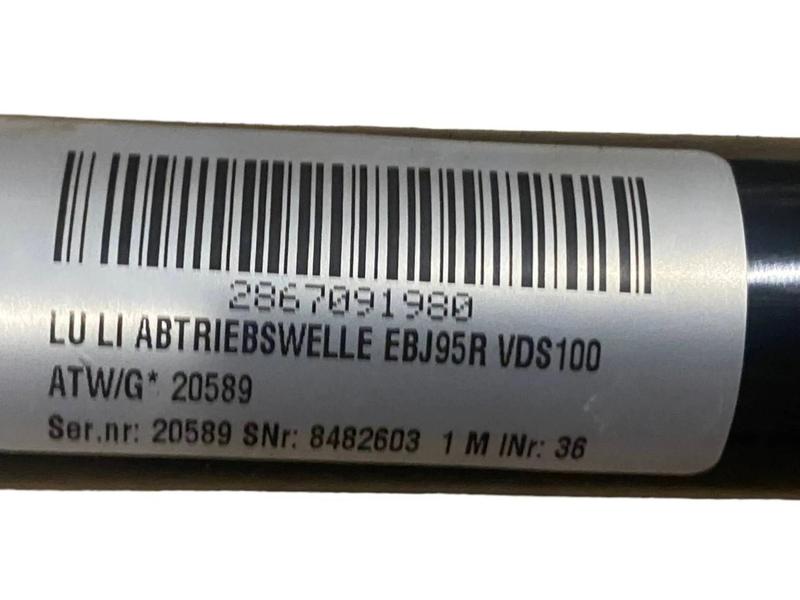 2867091980
LU LI ABTRIEBSWELLE EBJ95R VDS100
ATW/G* 20589
Ser.nr: 20589 SNr: 8482603 1 M INr: 36